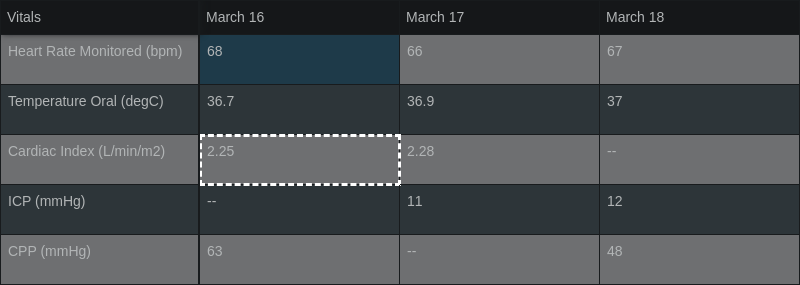 Vitals March 16 March 17 March 18
Heart Rate Monitored (bpm) 68 66 67
Temperature Oral (degC) 36.7 36.9 37
Cardiac Index (L/min/m2) 2.25 2.28 --
ICP (mmHg) -- 11 12
CPP (mmHg) 63 -- 48